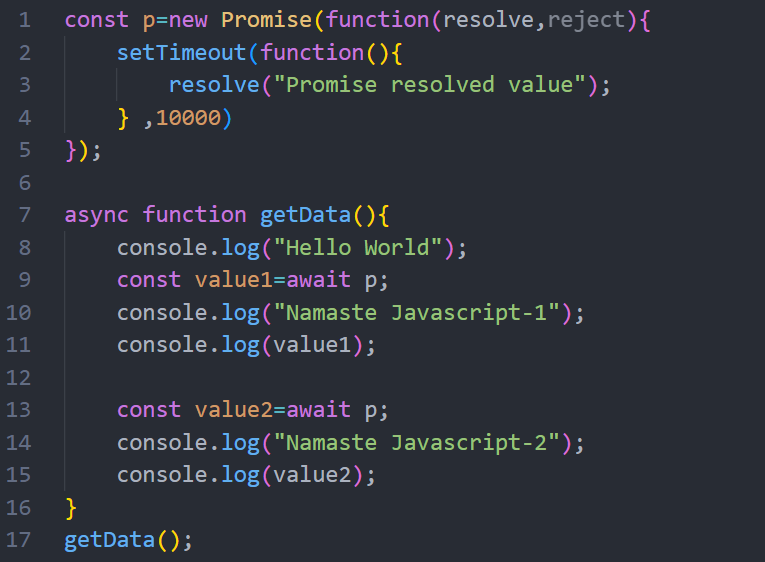 1 const p=new Promise(function(resolve,reject){
2     setTimeout(function(){
3         resolve("Promise resolved value");
4     } ,10000)
5 });
6
7 async function getData(){
8     console.log("Hello World");
9     const value1=await p;
10     console.log("Namaste Javascript-1");
11     console.log(value1);
12
13     const value2=await p;
14     console.log("Namaste Javascript-2");
15     console.log(value2);
16 }
17 getData();